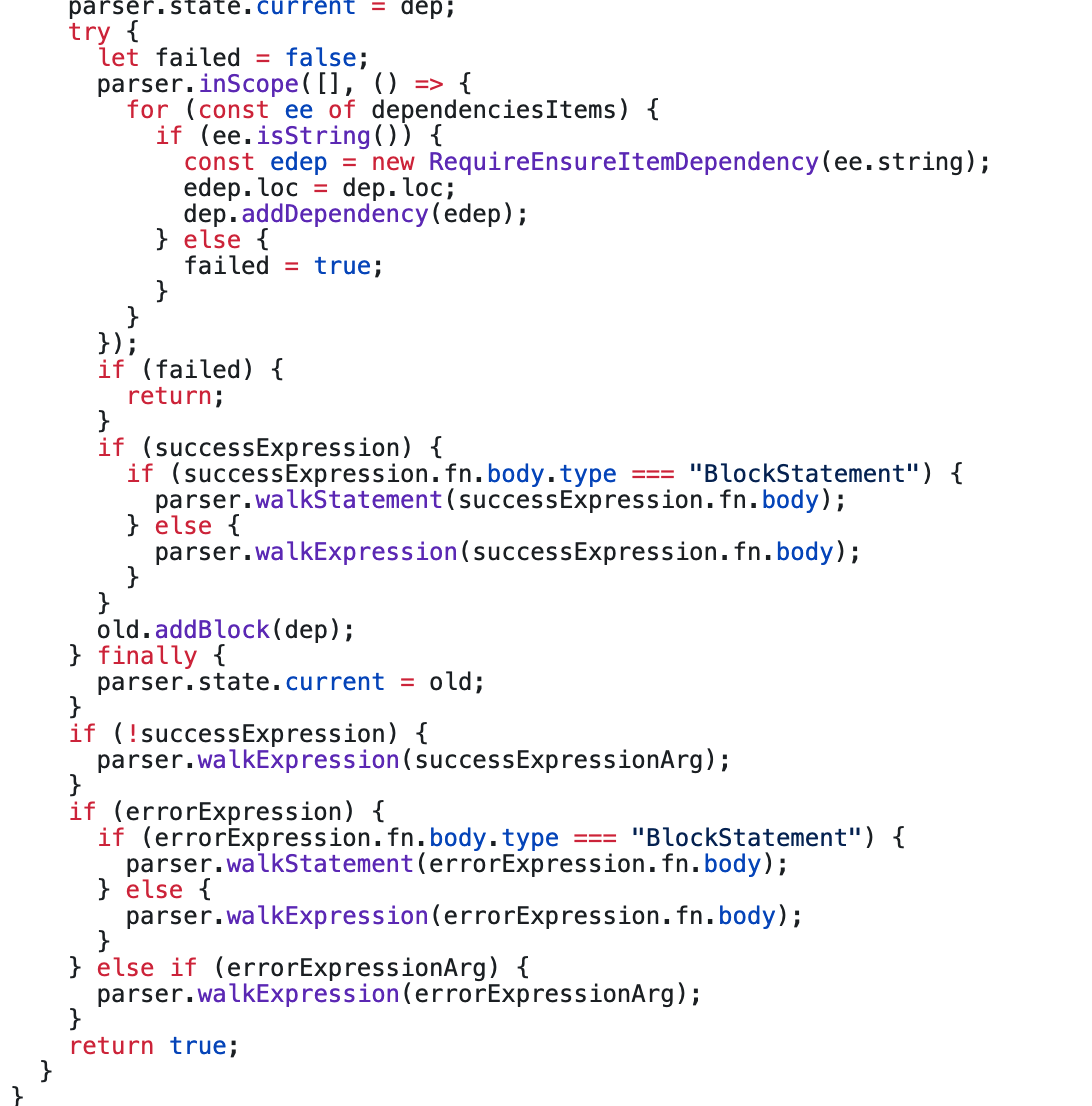 parser.state.current = dep;
    try {
      let failed = false;
      parser.inScope([], () => {
        for (const ee of dependenciesItems) {
          if (ee.isString()) {
            const edep = new RequireEnsureItemDependency(ee.string);
            edep.loc = dep.loc;
            dep.addDependency(edep);
          } else {
            failed = true;
          }
        }
      });
      if (failed) {
        return;
      }
      if (successExpression) {
        if (successExpression.fn.body.type === "BlockStatement") {
          parser.walkStatement(successExpression.fn.body);
        } else {
          parser.walkExpression(successExpression.fn.body);
        }
      }
      old.addBlock(dep);
    } finally {
      parser.state.current = old;
    }
    if (!successExpression) {
      parser.walkExpression(successExpressionArg);
    }
    if (errorExpression) {
      if (errorExpression.fn.body.type === "BlockStatement") {
        parser.walkStatement(errorExpression.fn.body);
      } else {
        parser.walkExpression(errorExpression.fn.body);
      }
    } else if (errorExpressionArg) {
      parser.walkExpression(errorExpressionArg);
    }
    return true;
  }
}